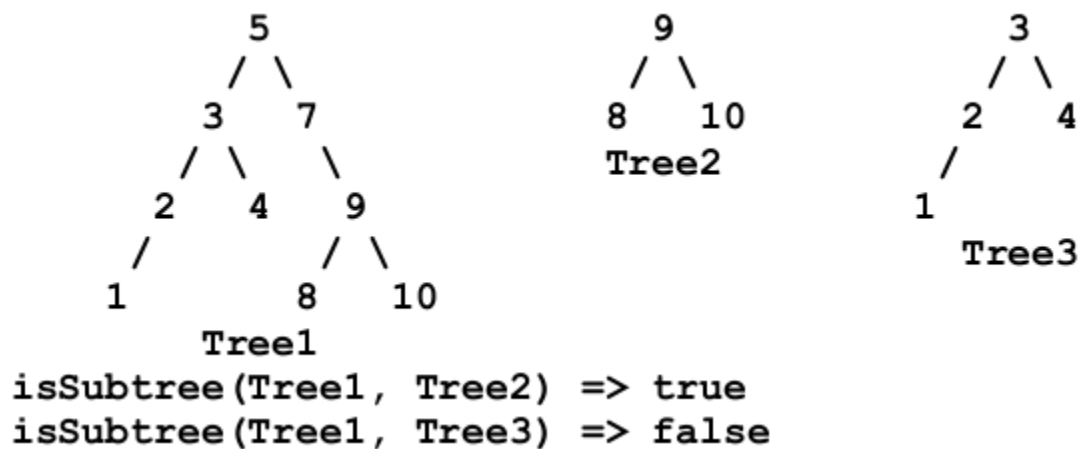 5 9 3
/ \ / \ / \
3 7 8 10 2 4
/ \ \ Tree2 /
2 4 9 1
/ / \ Tree3
1 8 10
Tree1
isSubtree(Tree1, Tree2) => true
isSubtree(Tree1, Tree3) => false